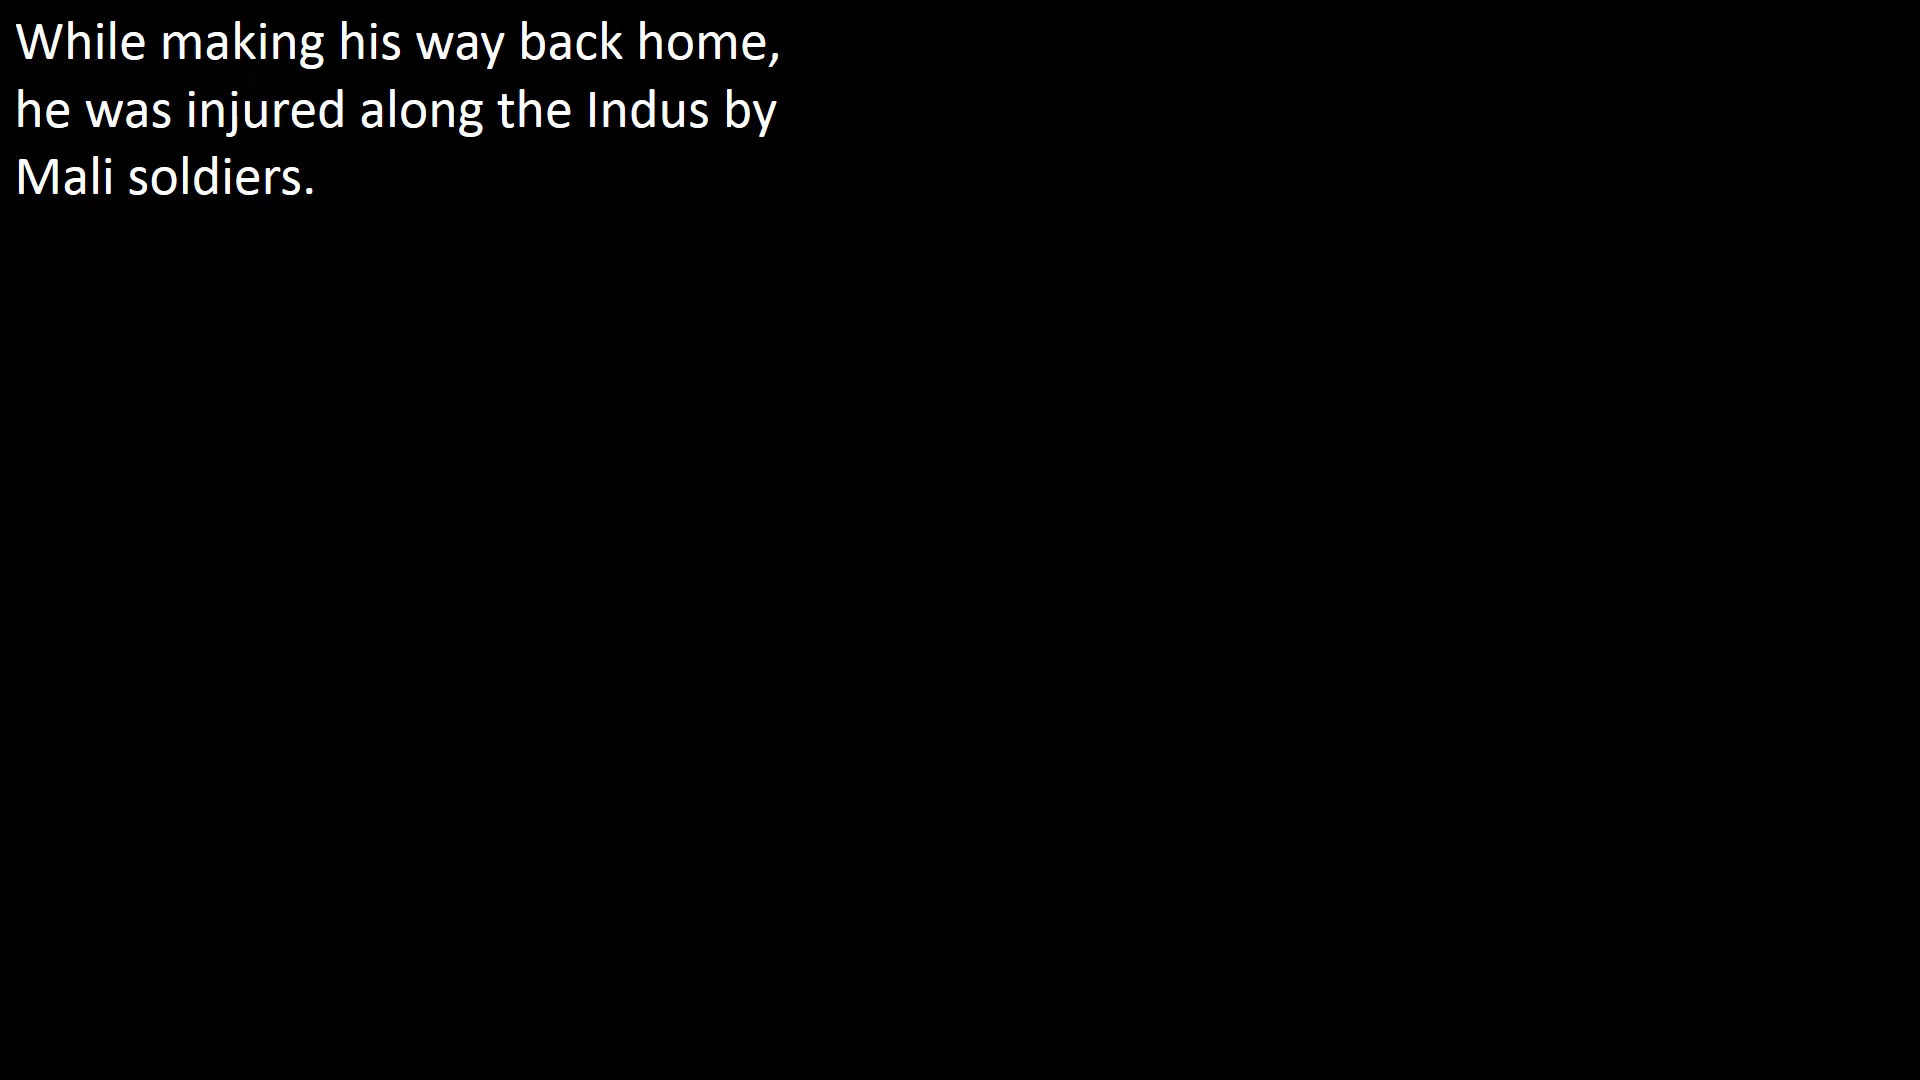 While making his way back home,
he was injured along the Indus by
Mali soldiers.